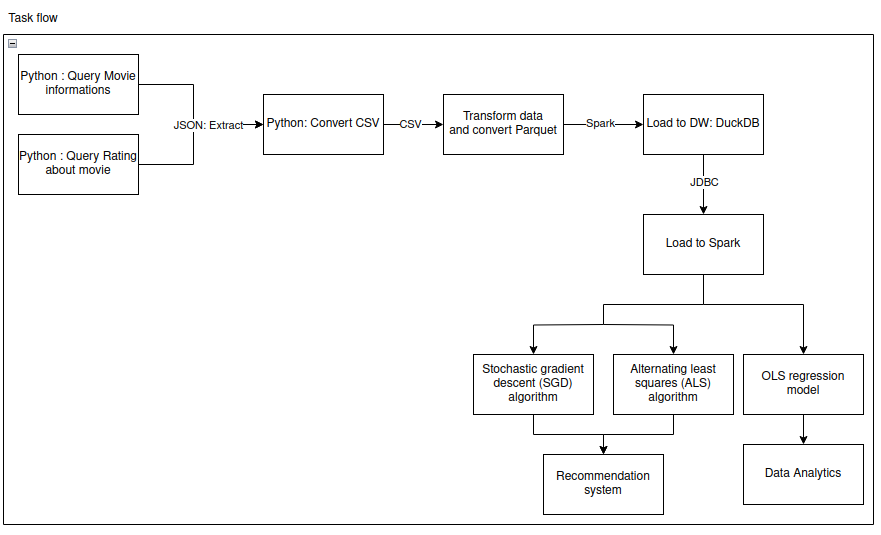 Task flow
Python : Query Movie
informations
Python : Query Rating
about movie
JSON: Extract
Python: Convert CSV
CSV
Transform data
and convert Parquet
Spark
Load to DW: DuckDB
JDBC
Load to Spark
Stochastic gradient
descent (SGD)
algorithm
Alternating least
squares (ALS)
algorithm
OLS regression
model
Recommendation
system
Data Analytics